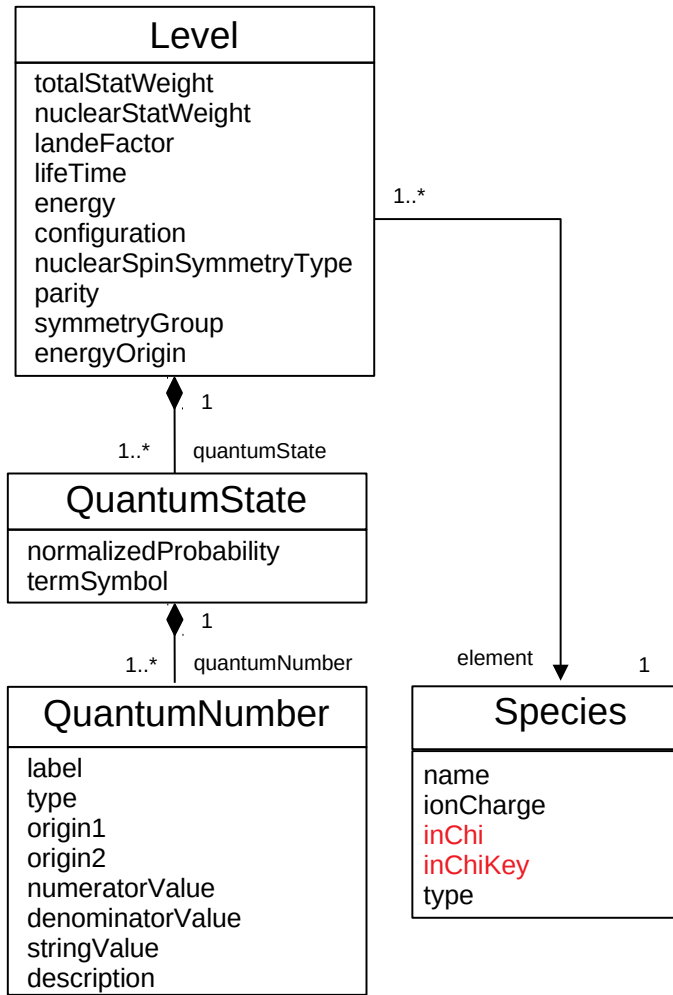 Level
totalStatWeight
nuclearStatWeight
landeFactor
lifeTime
energy
configuration
nuclearSpinSymmetryType
parity
symmetryGroup
energyOrigin
1..*
1
1..* quantumState
QuantumState
normalizedProbability
termSymbol
1
1..* quantumNumber
element 1
QuantumNumber
label
type
origin1
origin2
numeratorValue
denominatorValue
stringValue
description
Species
name
ionCharge
inChi
inChiKey
type